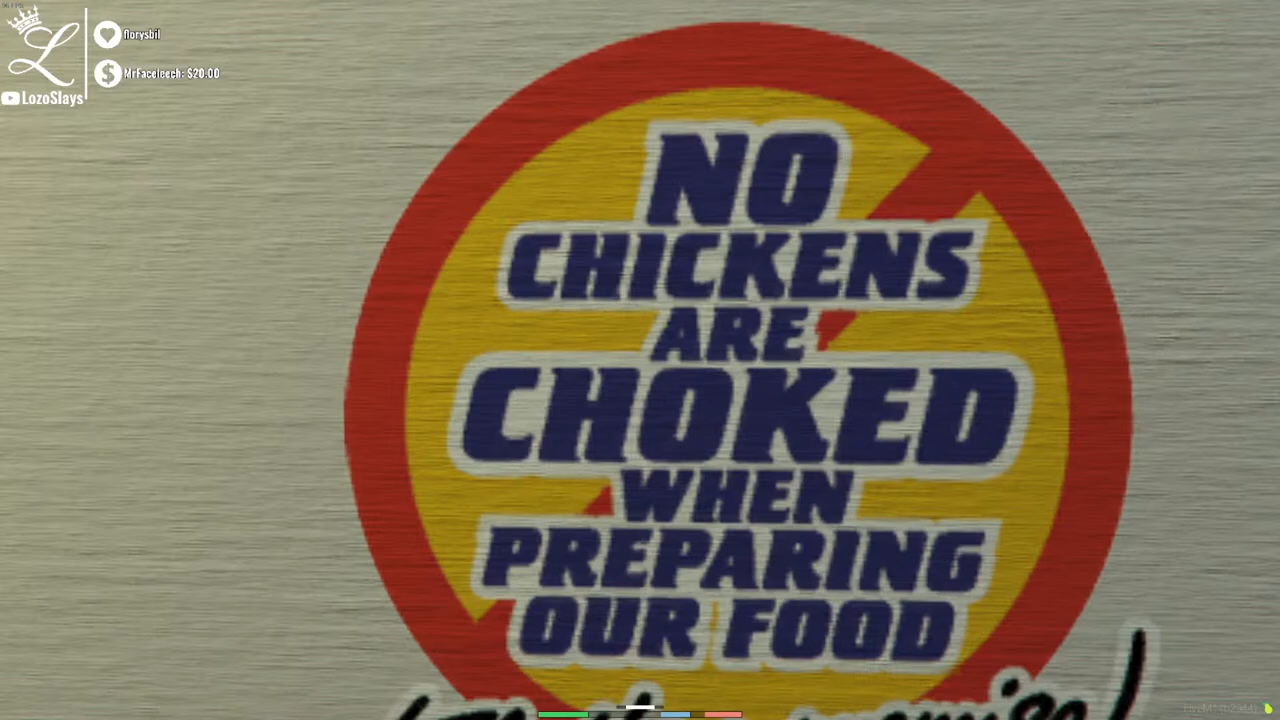 florysbil
L
MrFaceleech: $20.00
LozoSlays
NO
CHICKENS
ARE
CHOKED
WHEN
PREPARING
OUR FOOD